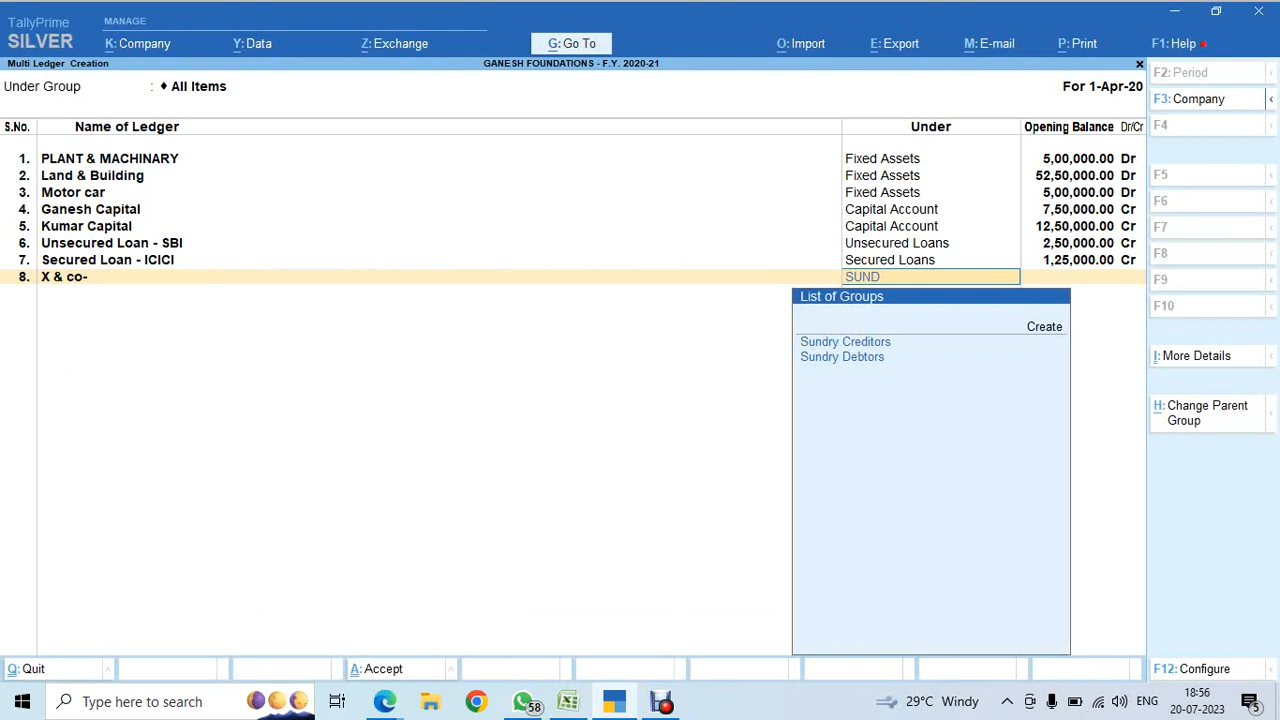 TallyPrime
MANAGE
SILVER
K: Company
Y: Data
Z: Exchange
G: Go To
O: Import
E: Export
M: E-mail
P: Print
F1: Help
Multi Ledger Creation
GANESH FOUNDATIONS - F.Y. 2020-21
F2: Period
Under Group : ♦ All Items
For 1-Apr-20
F3: Company
S.No. Name of Ledger Under Opening Balance Dr/Cr
F4
1. PLANT & MACHINARY Fixed Assets 5,00,000.00 Dr
2. Land & Building Fixed Assets 52,50,000.00 Dr
F5
3. Motor car Fixed Assets 5,00,000.00 Dr
F6
4. Ganesh Capital Capital Account 7,50,000.00 Cr
5. Kumar Capital Capital Account 12,50,000.00 Cr
F7
6. Unsecured Loan - SBI Unsecured Loans 2,50,000.00 Cr
F8
7. Secured Loan - ICICI Secured Loans 1,25,000.00 Cr
8. X & co- SUND
F9
List of Groups
F10
Create
Sundry Creditors
Sundry Debtors
I: More Details
H: Change Parent
Group
Q: Quit
A: Accept
F12: Configure
Type here to search
58
29°C Windy
ENG
18:56
20-07-2023
5